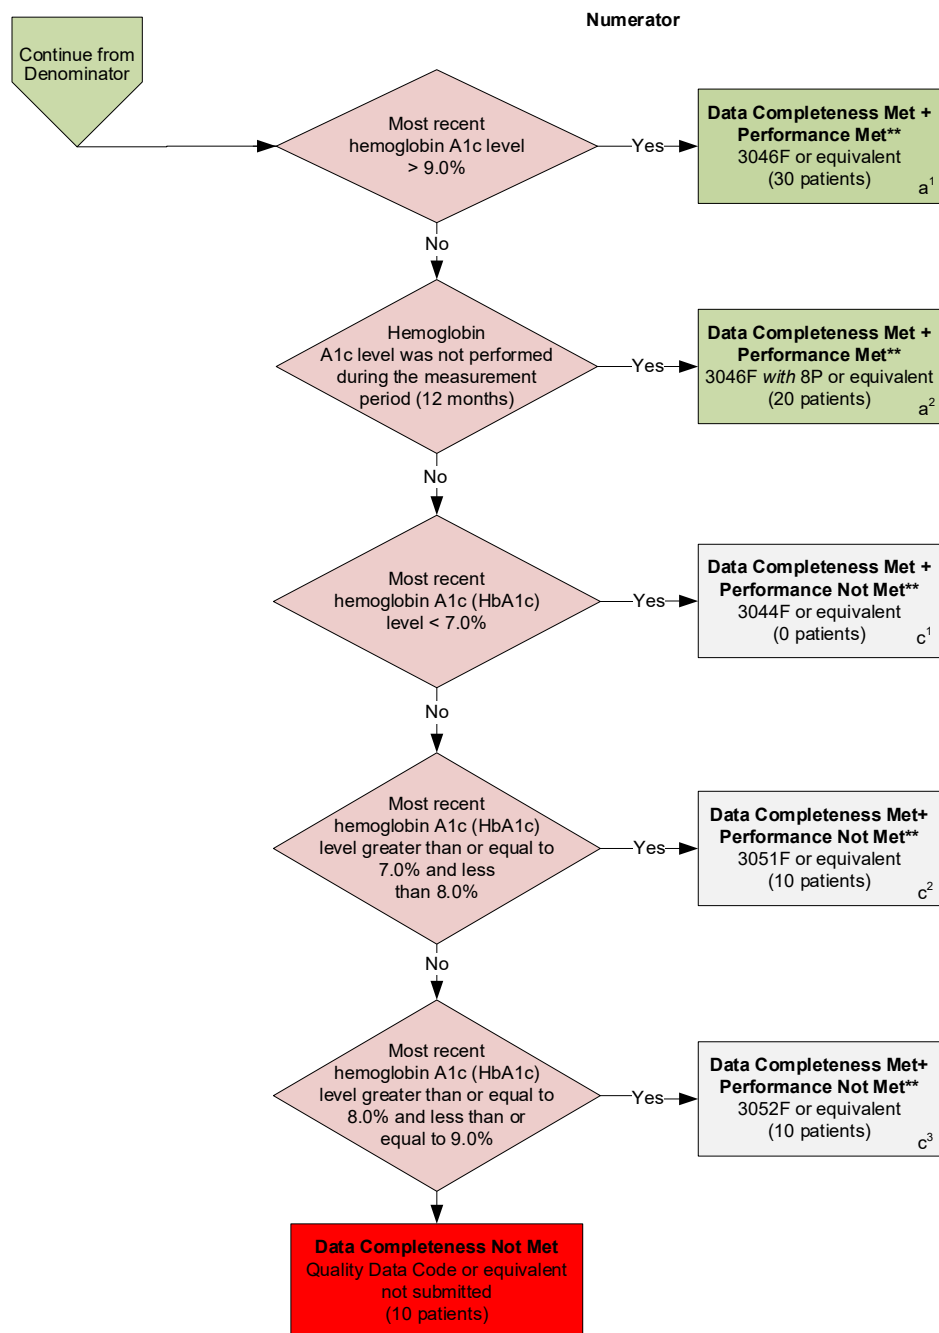 Numerator
Continue from
Denominator
Most recent
hemoglobin A1c level
> 9.0%
Yes
Data Completeness Met +
Performance Met**
3046F or equivalent
(30 patients)
a¹
No
Hemoglobin
A1c level was not performed
during the measurement
period (12 months)
Yes
Data Completeness Met +
Performance Met**
3046F with 8P or equivalent
(20 patients)
a²
No
Most recent
hemoglobin A1c (HbA1c)
level < 7.0%
Yes
Data Completeness Met +
Performance Not Met**
3044F or equivalent
(0 patients)
c¹
No
Most recent
hemoglobin A1c (HbA1c)
level greater than or equal to
7.0% and less
than 8.0%
Yes
Data Completeness Met+
Performance Not Met**
3051F or equivalent
(10 patients)
c²
No
Most recent
hemoglobin A1c (HbA1c)
level greater than or equal to
8.0% and less than or
equal to 9.0%
Yes
Data Completeness Met+
Performance Not Met**
3052F or equivalent
(10 patients)
c³
Data Completeness Not Met
Quality Data Code or equivalent
not submitted
(10 patients)